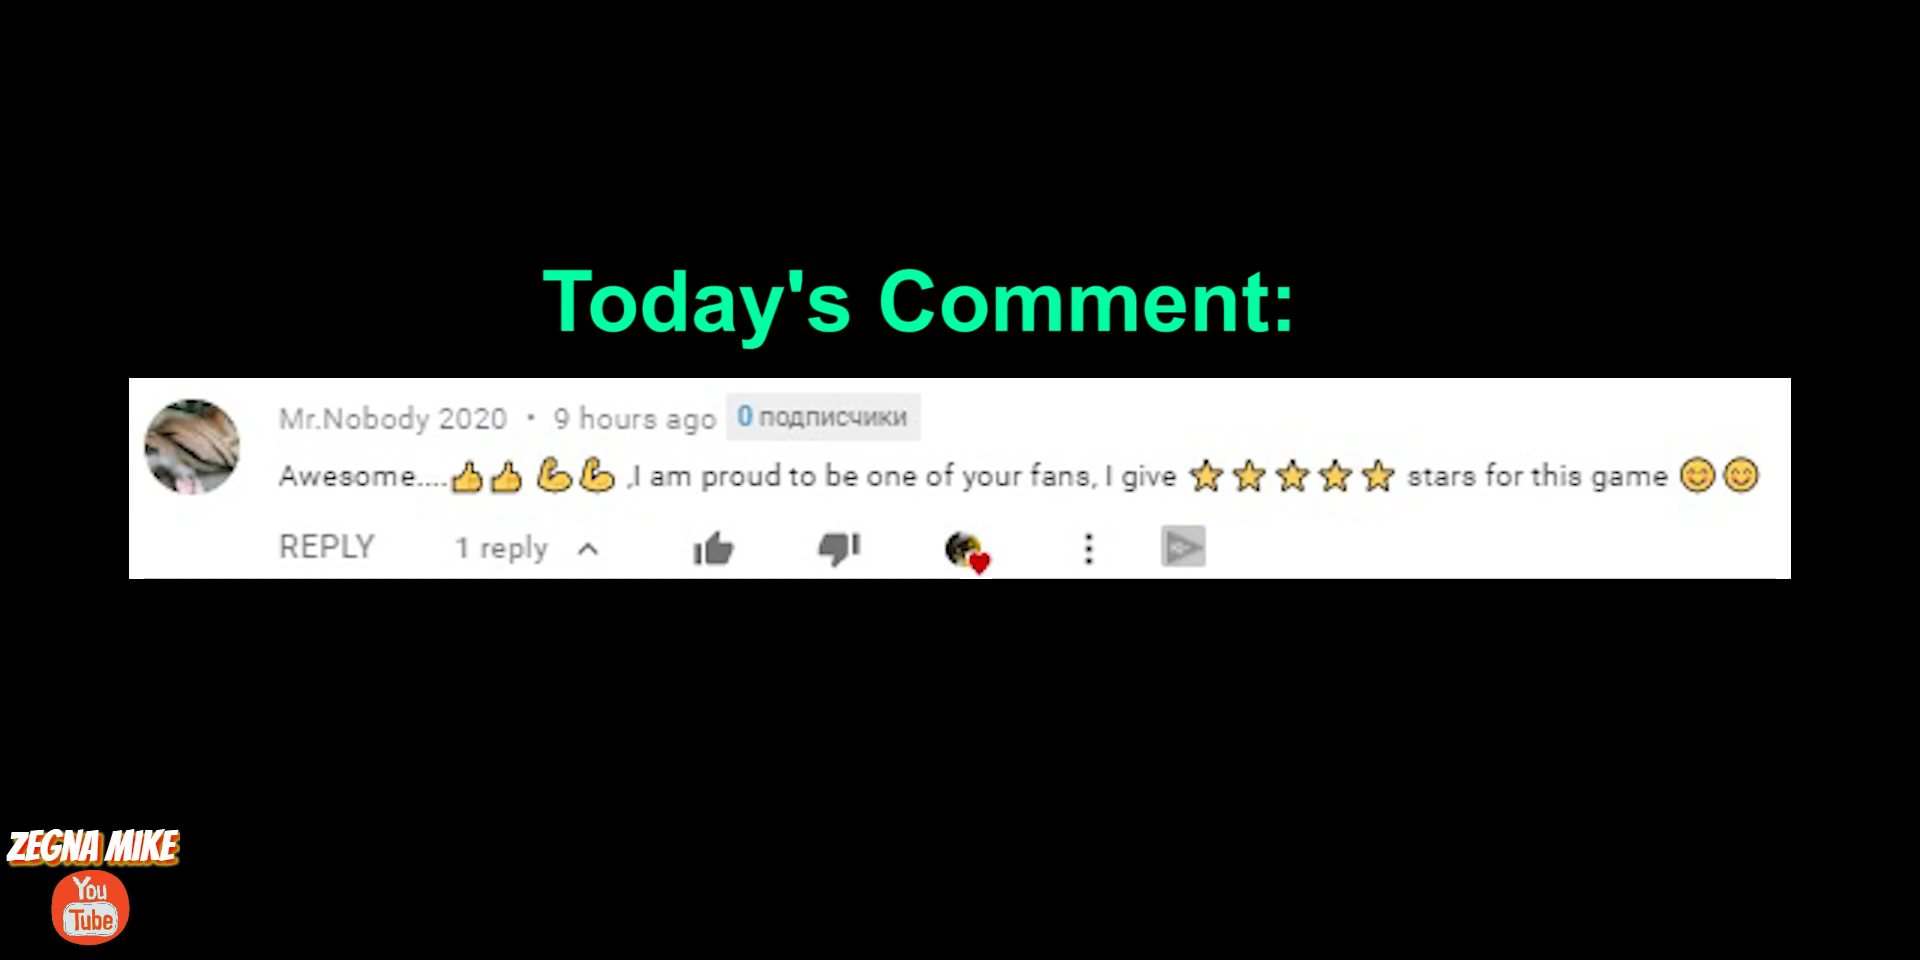 Today's Comment:
Mr.Nobody 2020 • 9 hours ago 0 подписчики
Awesome....👍👍 💪💪 ,I am proud to be one of your fans, I give ⭐⭐⭐⭐⭐ stars for this game 😊😊
REPLY 1 reply
ZEGNA MIKE
You
Tube